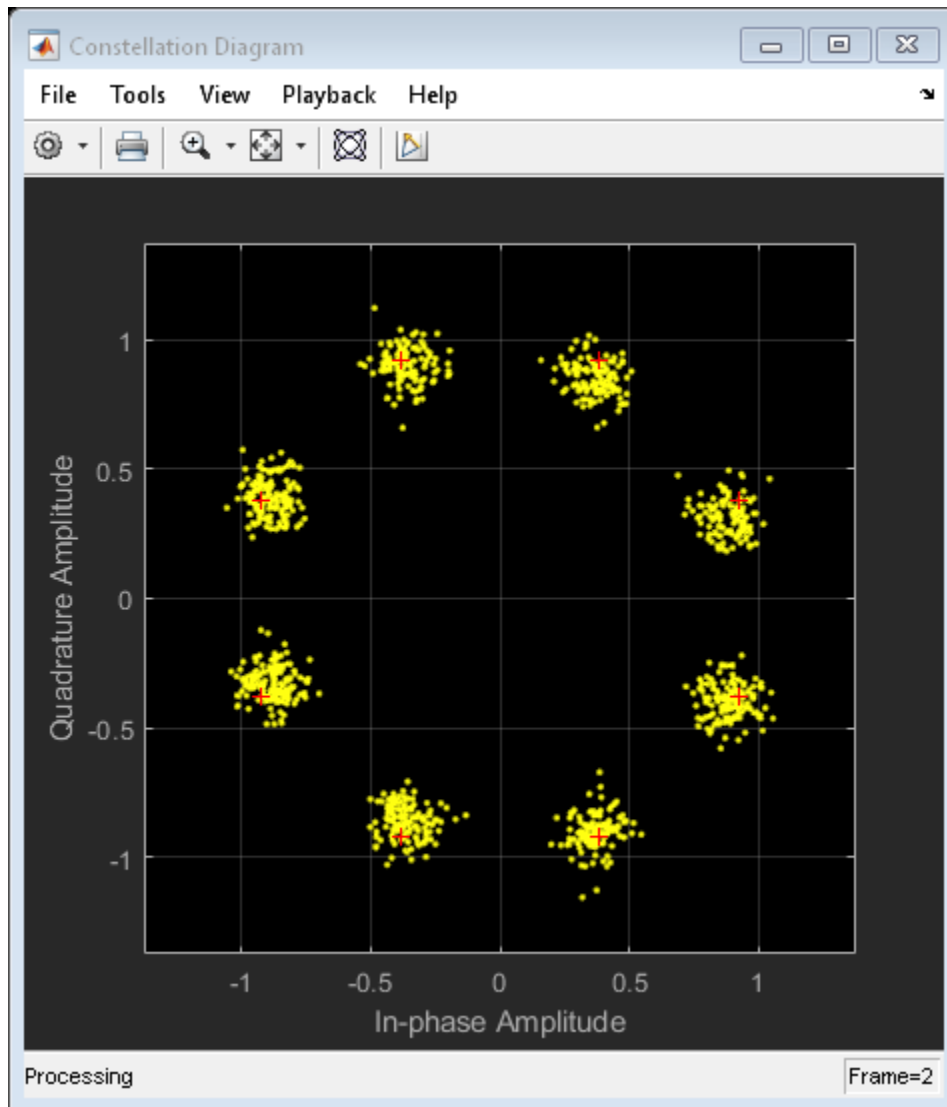 Constellation Diagram
File Tools View Playback Help
1
0.5
0
-0.5
-1
Quadrature Amplitude
-1 -0.5 0 0.5 1
In-phase Amplitude
Processing Frame=2